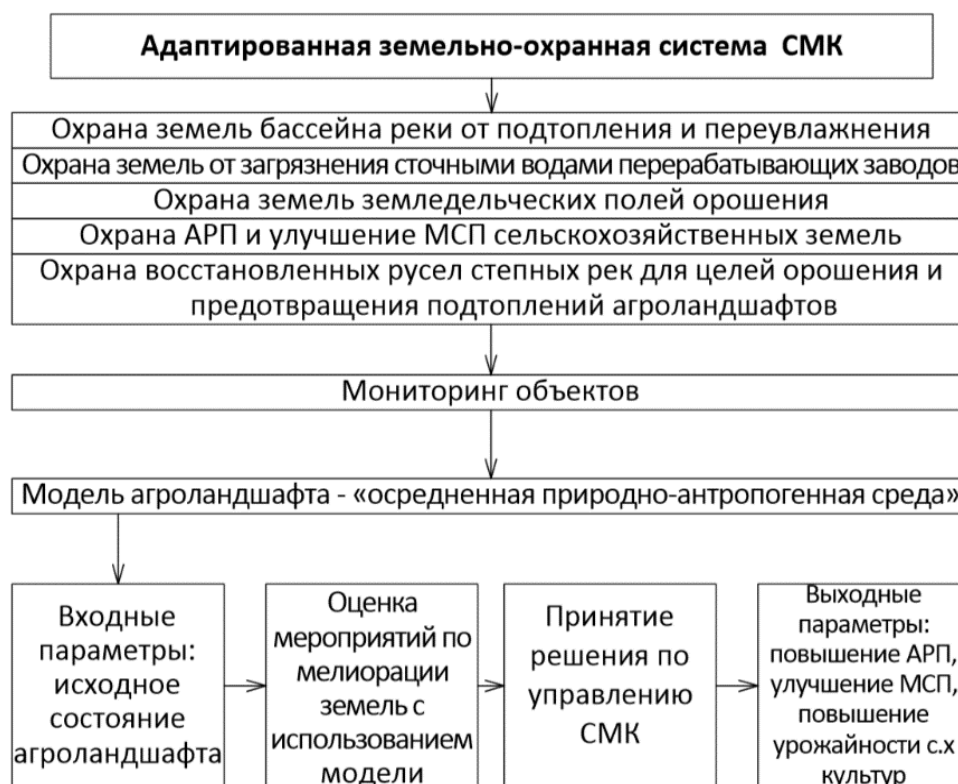 Адаптированная земельно-охранная система СМК
Охрана земель бассейна реки от подтопления и переувлажнения
Охрана земель от загрязнения сточными водами перерабатывающих заводов
Охрана земель земледельческих полей орошения
Охрана АРП и улучшение МСП сельскохозяйственных земель
Охрана восстановленных русел степных рек для целей орошения и
предотвращения подтоплений агроландшафтов
Мониторинг объектов
Модель агроландшафта - «осредненная природно-антропогенная среда»
Входные
параметры:
исходное
состояние
агроландшафта
Оценка
мероприятий по
мелиорации
земель с
использованием
модели
Принятие
решения по
управлению
СМК
Выходные
параметры:
повышение АРП,
улучшение МСП,
повышение
урожайности с.х
культур